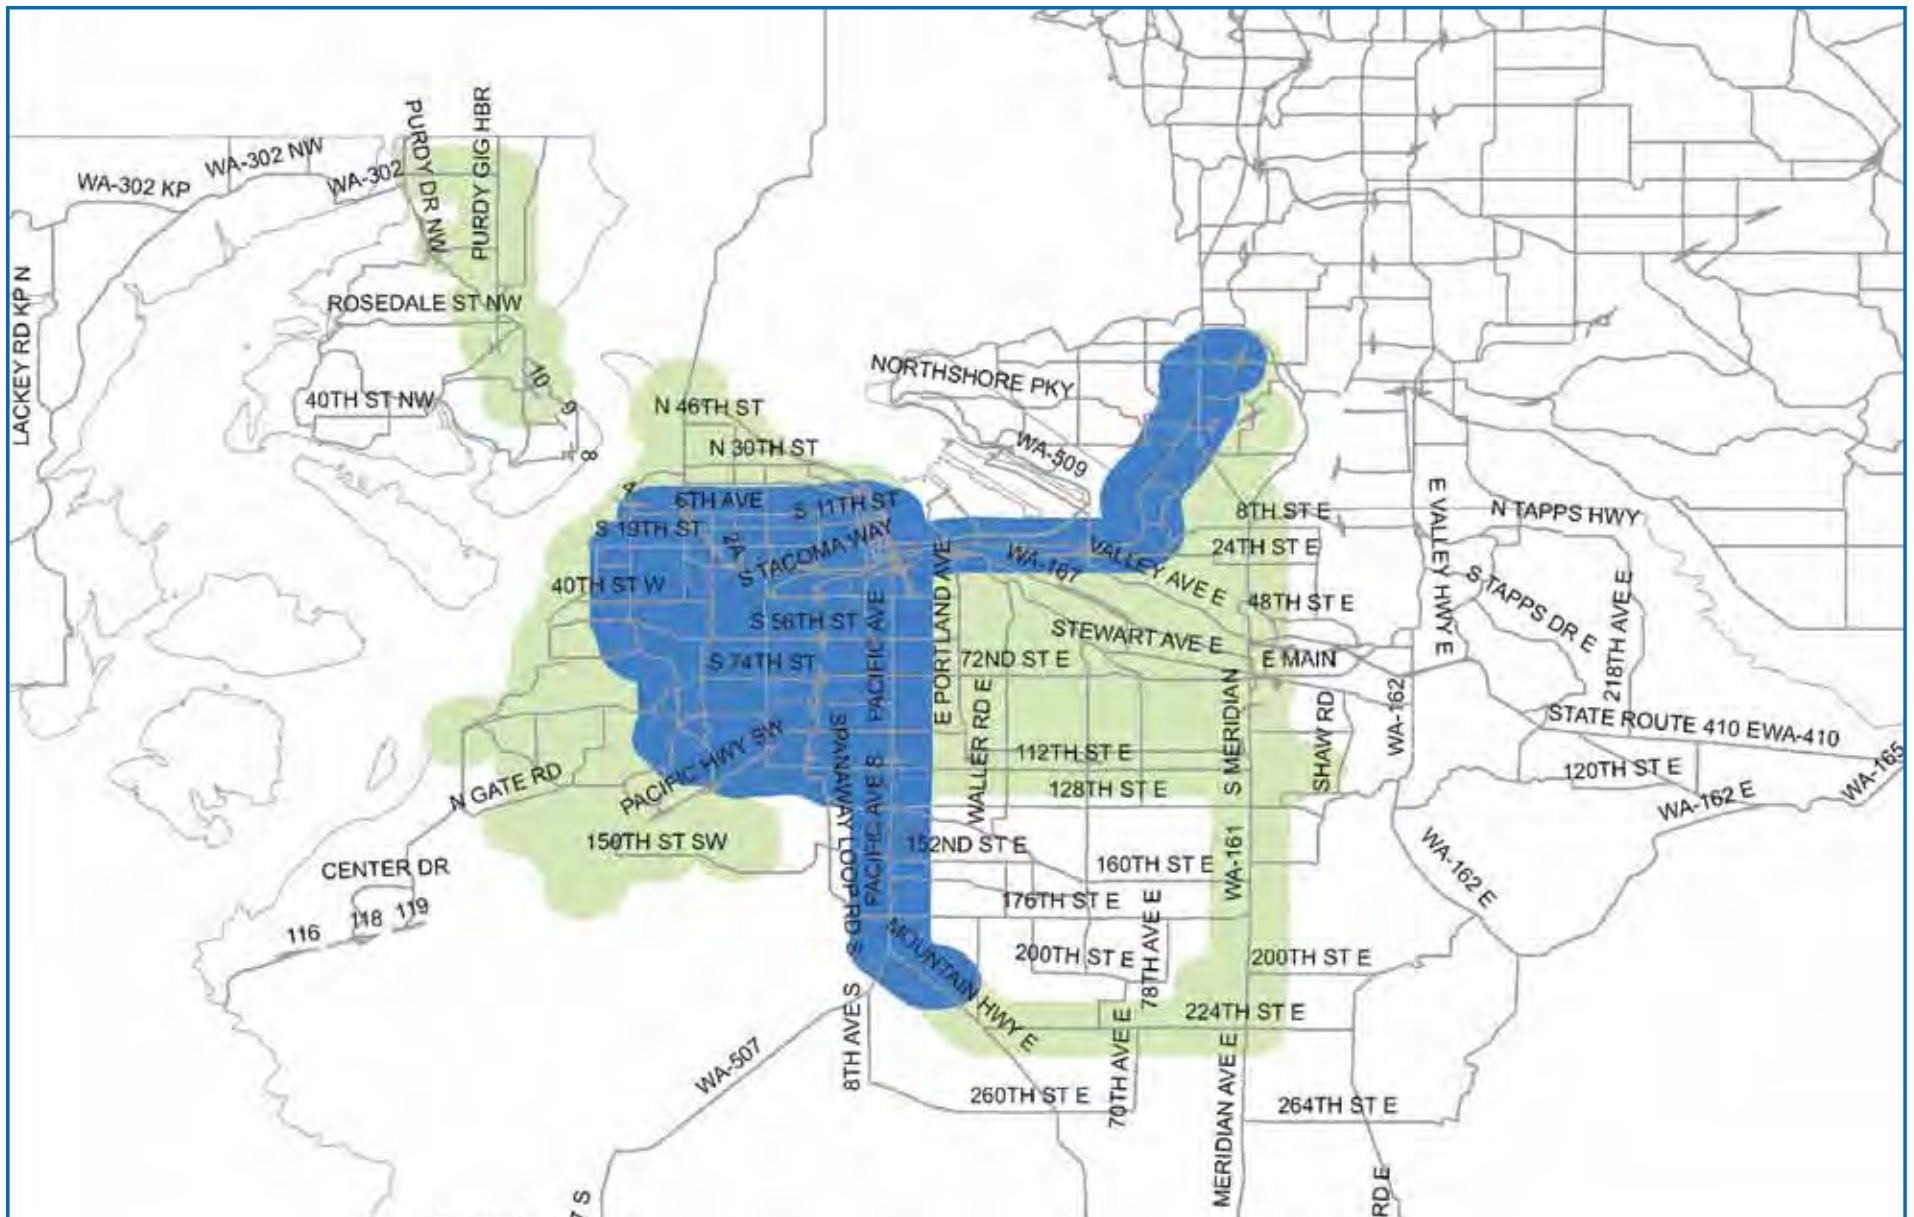 PURDY DR NW
PURDY GIG HBR
WA-302 NW
WA-302 KP
WA-302
LACKEY RD KP N
ROSEDALE ST NW
40TH ST NW
10
9
8
NORTHSHORE PKY
N 46TH ST
N 30TH ST
WA-509
4
6TH AVE
S 11TH ST
S 19TH ST
2A
S TACOMA WAY
40TH ST W
E PORTLAND AVE
WA-167
VALLEY AVE E
8TH ST E
24TH ST E
48TH ST E
E VALLEY HWY E
N TAPPS HWY
S TAPPS DR E
218TH AVE E
S 56TH ST
PACIFIC AVE
STEWART AVE E
S 74TH ST
72ND ST E
E MAIN
WALLER RD E
S MERIDIAN
SHAW RD
WA-162
STATE ROUTE 410 EWA-410
WA-165
120TH ST E
WA-162 E
PACIFIC HWY SW
SPANAWAY LOOP RD S
PACIFIC AVE S
112TH ST E
128TH ST E
N GATE RD
150TH ST SW
152ND ST E
160TH ST E
WA-161
WA-162 E
CENTER DR
116
118
119
176TH ST E
78TH AVE E
MOUNTAIN HWY E
200TH ST E
200TH ST E
224TH ST E
8TH AVE S
WA-507
70TH AVE E
MERIDIAN AVE E
260TH ST E
264TH ST E
7 S
RD E